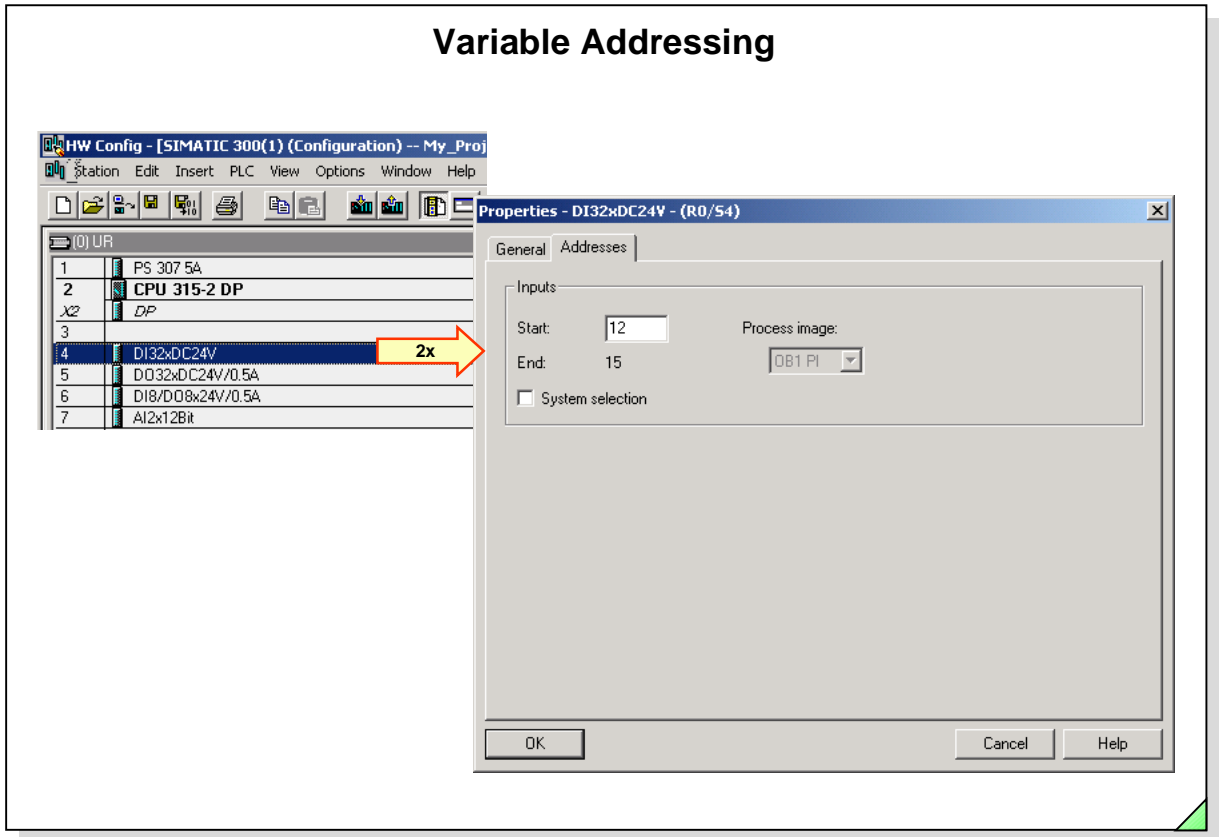 Variable Addressing
HW Config - [SIMATIC 300(1) (Configuration) -- My_Proj
Station Edit Insert PLC View Options Window Help
(0) UR
1 PS 307 5A
2 CPU 315-2 DP
X2 DP
3
4 DI32xDC24V
5 DO32xDC24V/0.5A
6 DI8/DO8x24V/0.5A
7 AI2x12Bit
2x
Properties - DI32xDC24V - (R0/S4)
General Addresses
Inputs
Start: 12 Process image:
End: 15 OB1 PI
System selection
OK Cancel Help